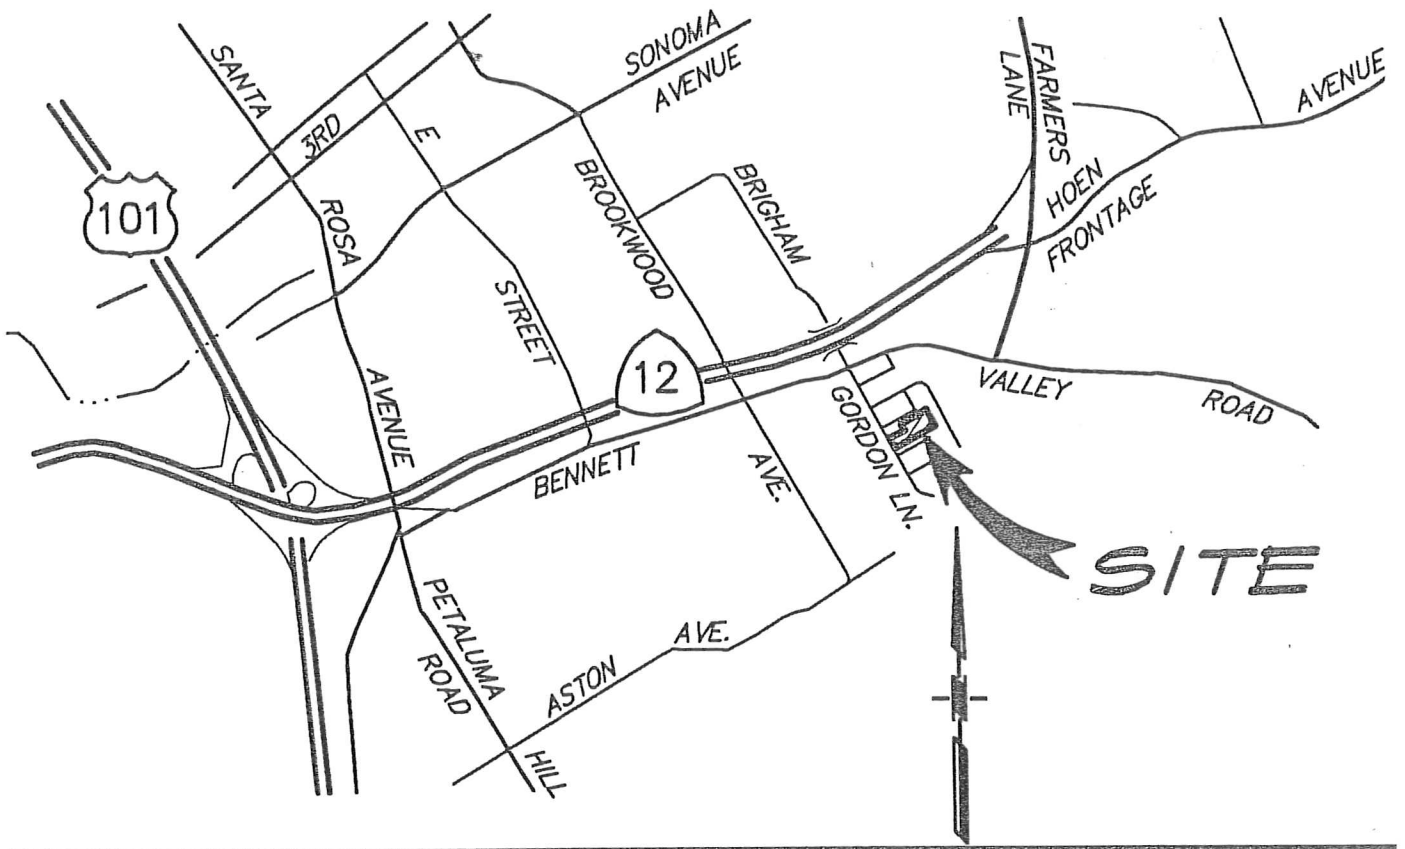 SANTA
ROSA
AVENUE
3RD
E
STREET
SONOMA
AVENUE
BROOKWOOD
AVE.
BRIGHAM
FARMERS
LANE
HOEN
AVENUE
FRONTAGE
101
12
BENNETT
VALLEY
ROAD
GORDON LN.
SITE
PETALUMA
HILL
ROAD
ASTON
AVE.